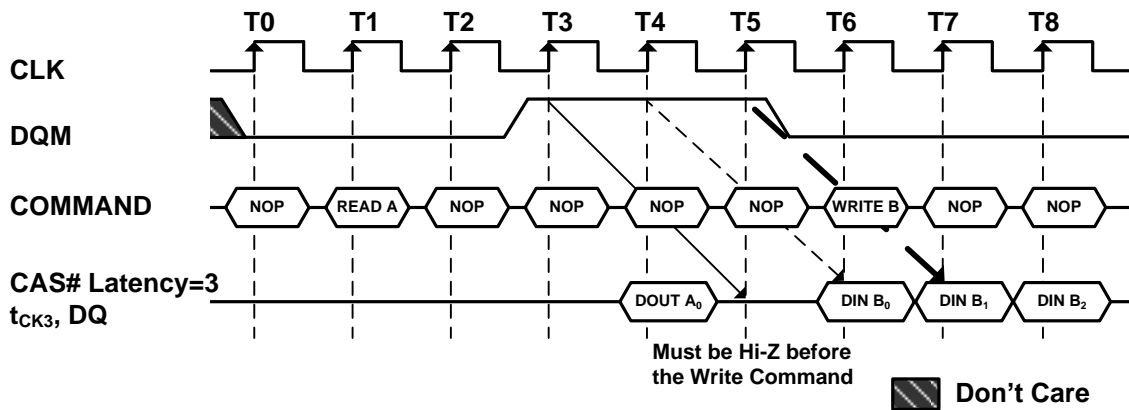 T0 T1 T2 T3 T4 T5 T6 T7 T8
CLK
DQM
COMMAND NOP READ A NOP NOP NOP NOP WRITE B NOP NOP
CAS# Latency=3
tCK3, DQ DOUT A0 DIN B0 DIN B1 DIN B2
Must be Hi-Z before
the Write Command
Don't Care